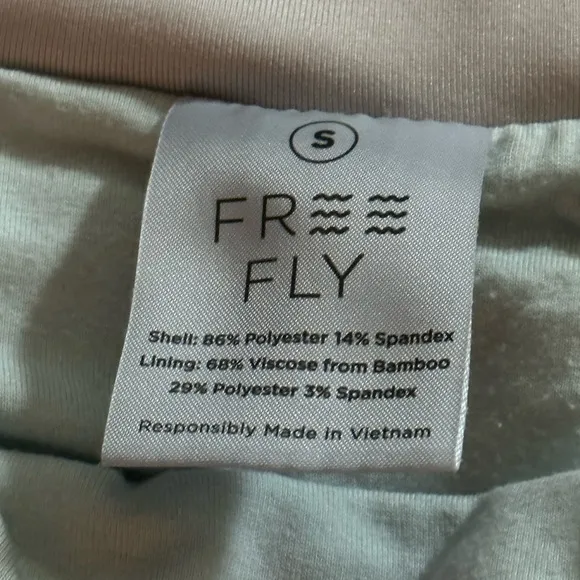 S
FREE
FLY
Shell: 86% Polyester 14% Spandex
Lining: 68% Viscose from Bamboo
29% Polyester 3% Spandex
Responsibly Made in Vietnam